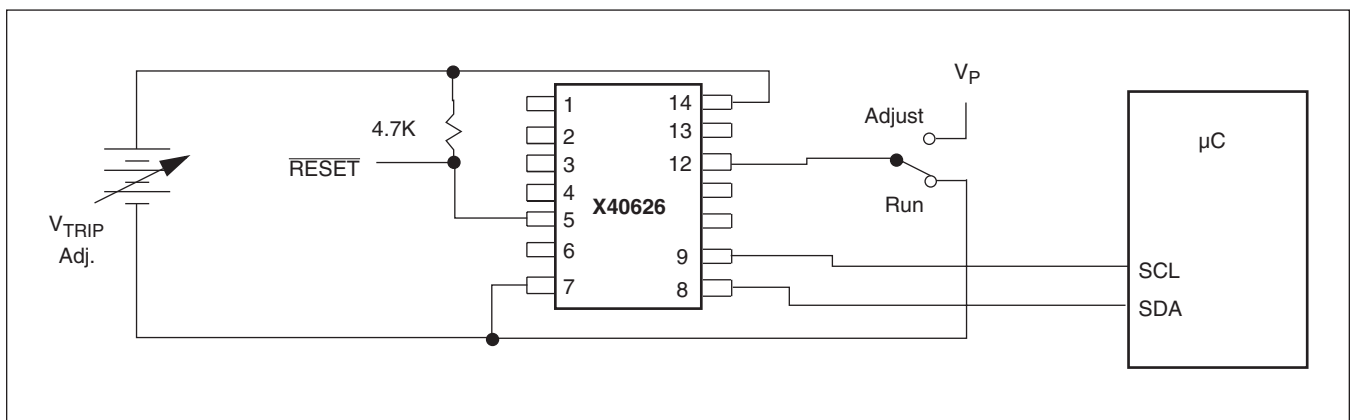 V_P
Adjust
Run
µC
SCL
SDA
4.7K
R̅E̅S̅E̅T̅
V_TRIP
Adj.
X40626
1
2
3
4
5
6
7
14
13
12
9
8